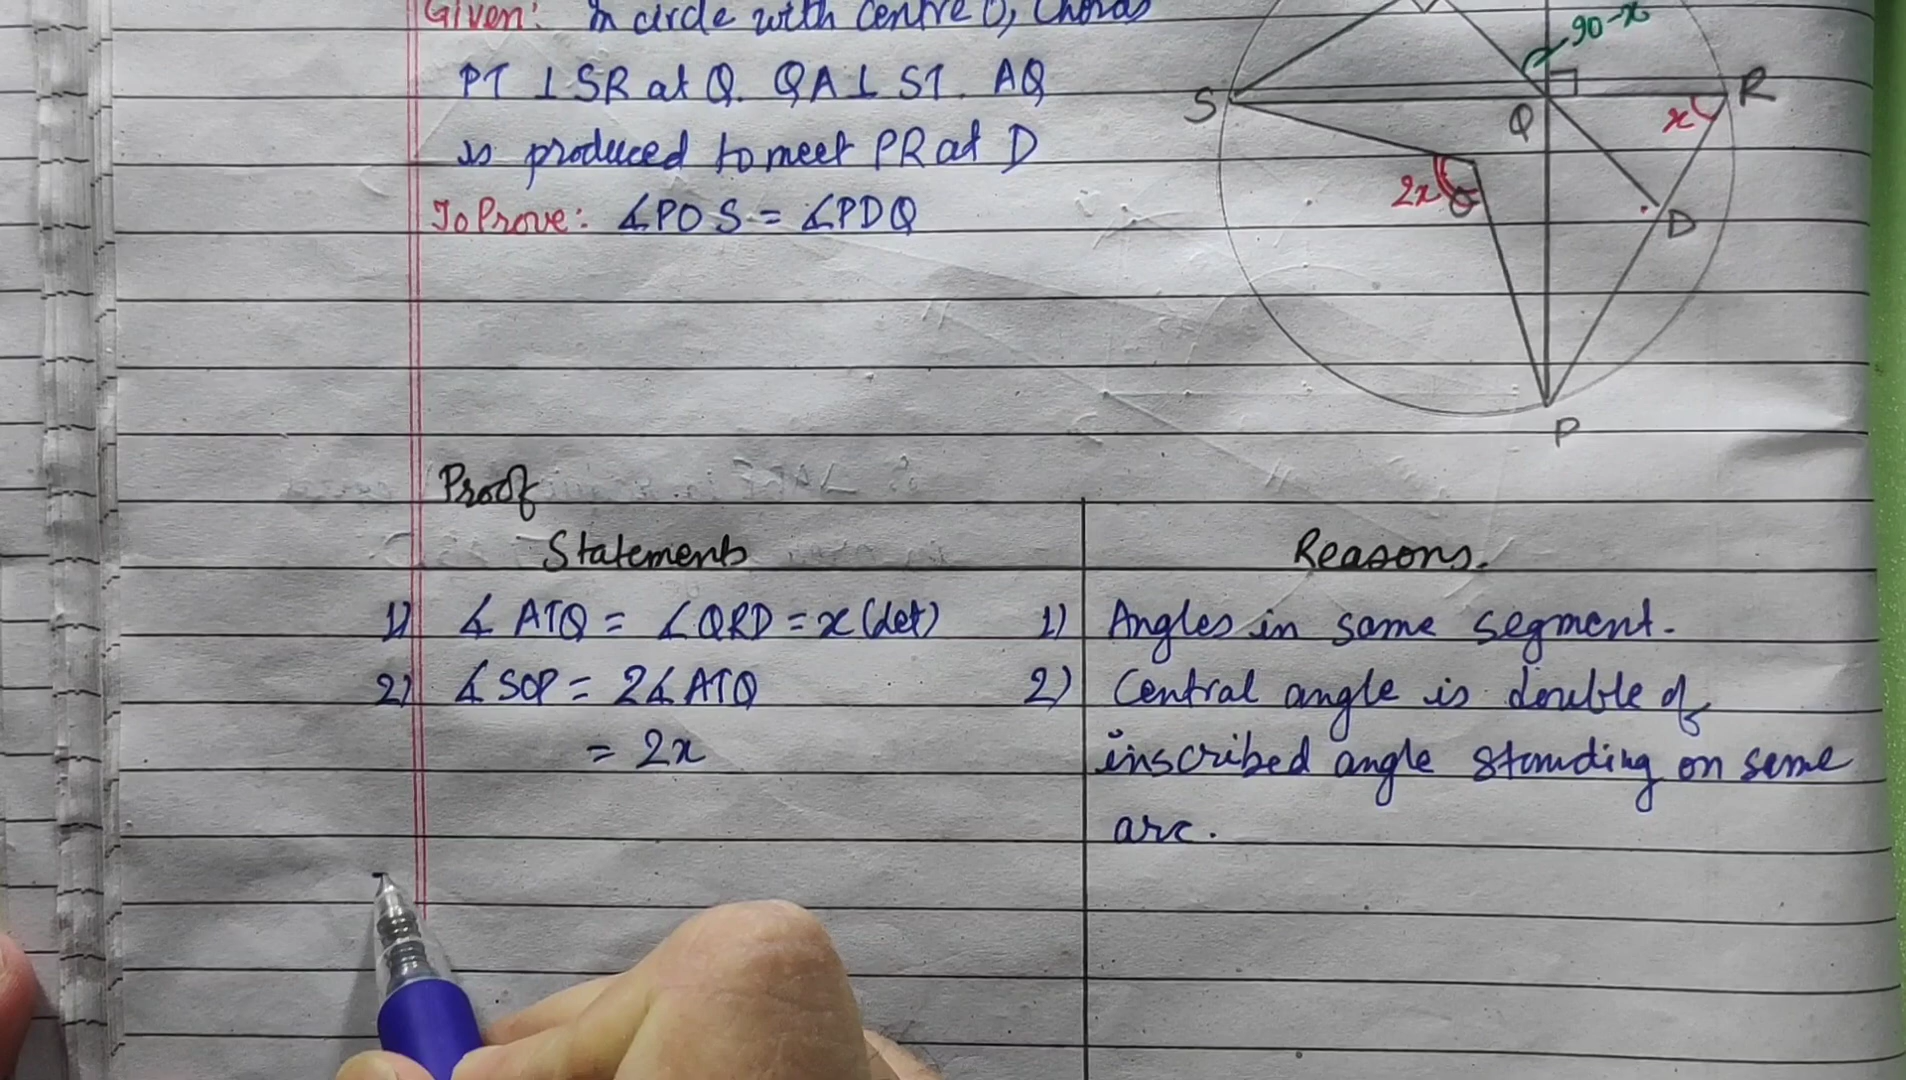 Given: In circle with centre O, Chords
PT ⊥ SR at Q. QA ⊥ ST. AQ
is produced to meet PR at D
To Prove: ∡POS = ∡PDQ
90-x
S
Q
R
x
2x
O
D
P
Proof
Statements
Reasons.
1) ∡ATQ = ∠QRD = x (let)
1) Angles in same segment.
2) ∡SOP = 2∡ATQ
= 2x
2) Central angle is double of
inscribed angle standing on same
arc.